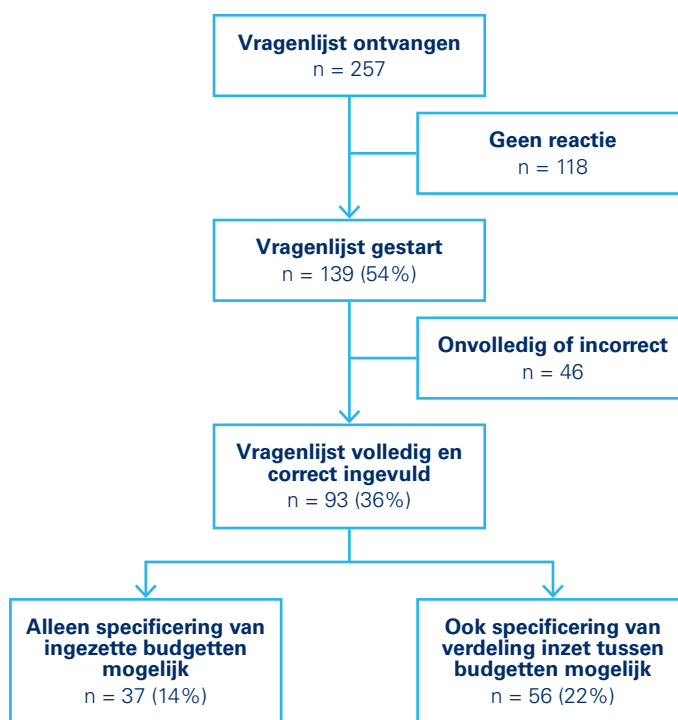 Vragenlijst ontvangen
n = 257
Geen reactie
n = 118
Vragenlijst gestart
n = 139 (54%)
Onvolledig of incorrect
n = 46
Vragenlijst volledig en
correct ingevuld
n = 93 (36%)
Alleen specificering van
ingezette budgetten
mogelijk
n = 37 (14%)
Ook specificering van
verdeling inzet tussen
budgetten mogelijk
n = 56 (22%)